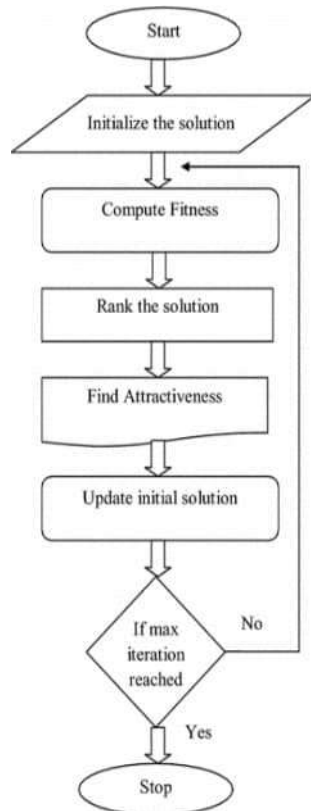 Start
Initialize the solution
Compute Fitness
Rank the solution
Find Attractiveness
Update initial solution
If max
iteration
reached
No
Yes
Stop